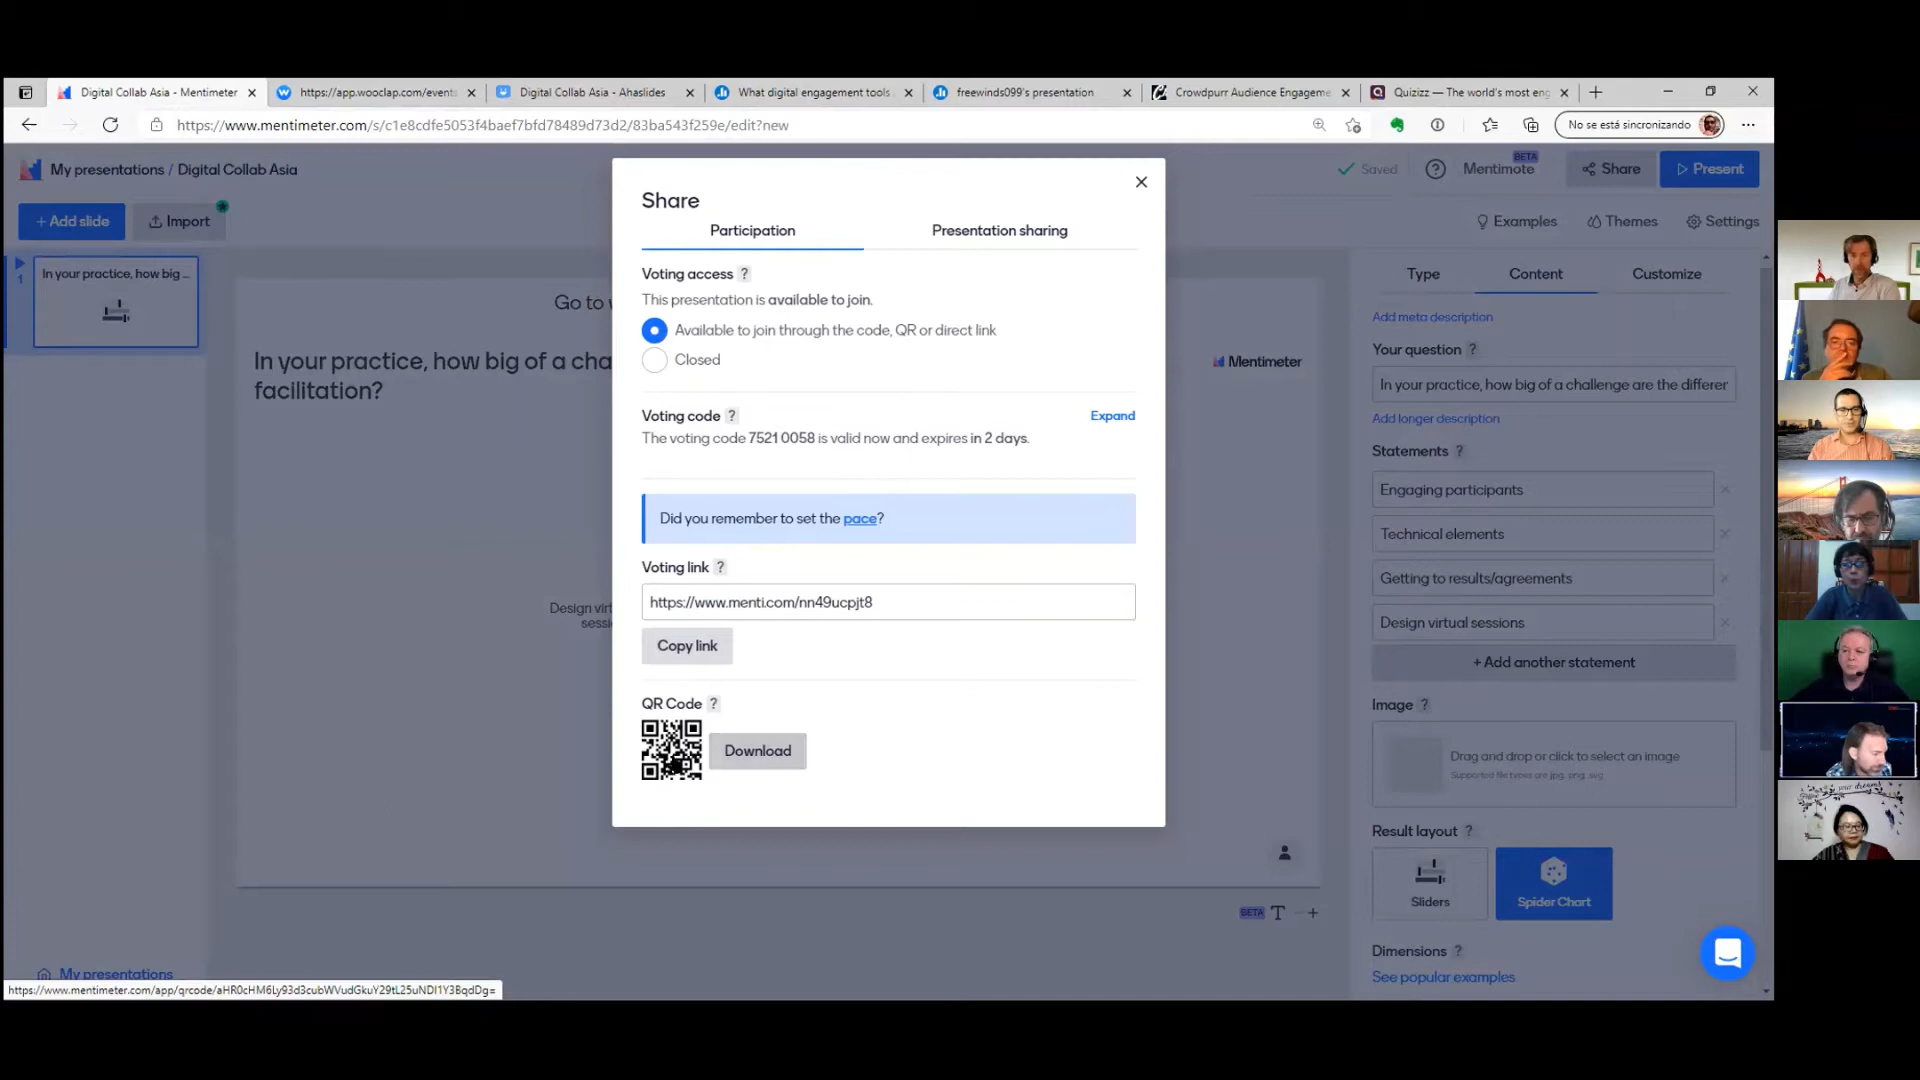 Digital Collab Asia - Mentimeter
https://app.wooclap.com/events
Digital Collab Asia - Ahaslides
What digital engagement tools
freewinds099's presentation
Crowdpurr Audience Engageme
Quizizz — The world's most eng
https://www.mentimeter.com/s/c1e8cdfe5053f4baef7bfd78489d73d2/83ba543f259e/edit?new
No se está sincronizando
My presentations / Digital Collab Asia
Saved
?
Mentimote
BETA
Share
Present
+ Add slide
Import
Examples
Themes
Settings
1
In your practice, how big ...
Go to
In your practice, how big of a cha
facilitation?
Mentimeter
Design virt
sessi
Share
Participation
Presentation sharing
Voting access ?
This presentation is available to join.
Available to join through the code, QR or direct link
Closed
Voting code ?
Expand
The voting code 7521 0058 is valid now and expires in 2 days.
Did you remember to set the pace?
Voting link ?
https://www.menti.com/nn49ucpjt8
Copy link
QR Code ?
Download
Type
Content
Customize
Add meta description
Your question ?
In your practice, how big of a challenge are the differer
Add longer description
Statements ?
Engaging participants
Technical elements
Getting to results/agreements
Design virtual sessions
+ Add another statement
Image ?
Drag and drop or click to select an image
Supported file types are jpg, png, svg
Result layout ?
Sliders
Spider Chart
Dimensions ?
See popular examples
BETA T - +
My presentations